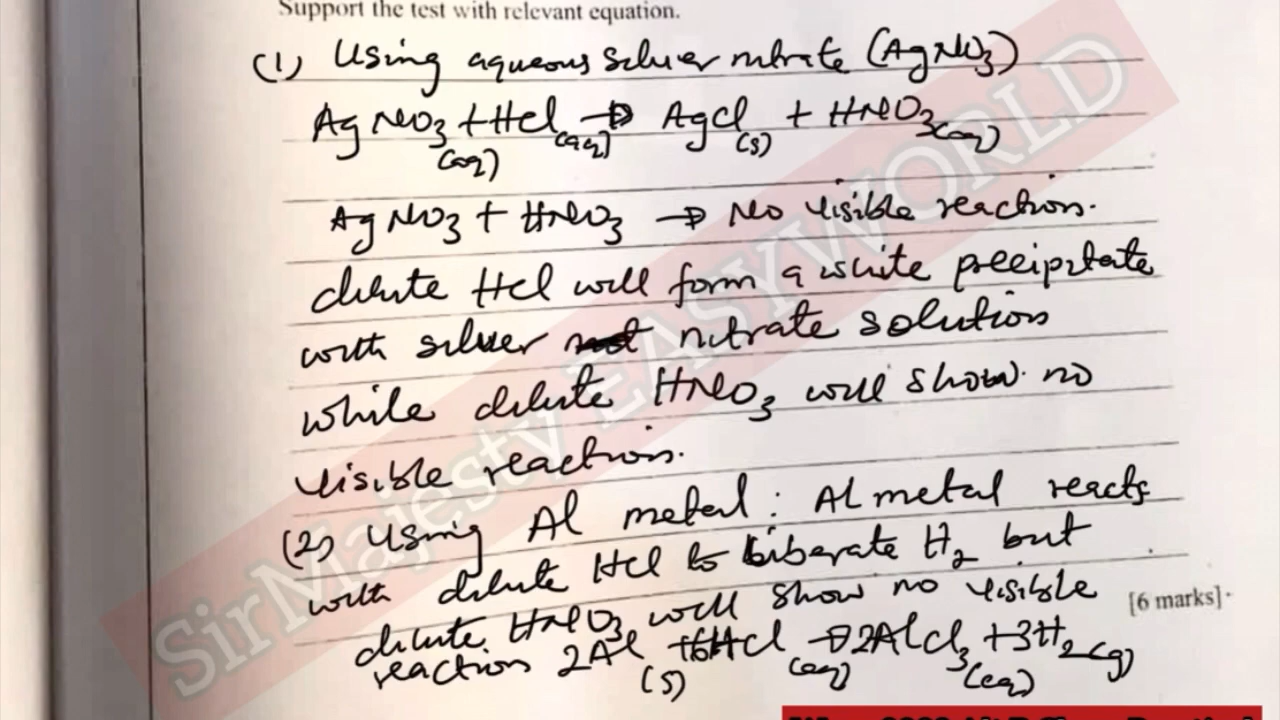 Support the test with relevant equation.
(1) Using aqueous silver nitrate (AgNO3)
AgNO3(aq) + HCl(aq) → AgCl(s) + HNO3(aq)
AgNO3 + HNO3 → No visible reaction.
dilute HCl will form a white precipitate
with silver nitrate solution
while dilute HNO3 will show no
visible reaction.
(2) Using Al metal: Al metal reacts
with dilute HCl to liberate H2 but
dilute HNO3 will show no visible
[6 marks].
reaction 2Al(s) + 6HCl(aq) → 2AlCl3(aq) + 3H2(g)
SirMajesty EASYWORLD